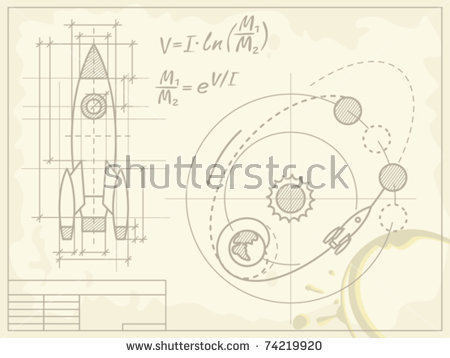 V=I·ln(M₁/M₂)
M₁/M₂ = e^V/I
shutterstock
www.shutterstock.com · 74219920